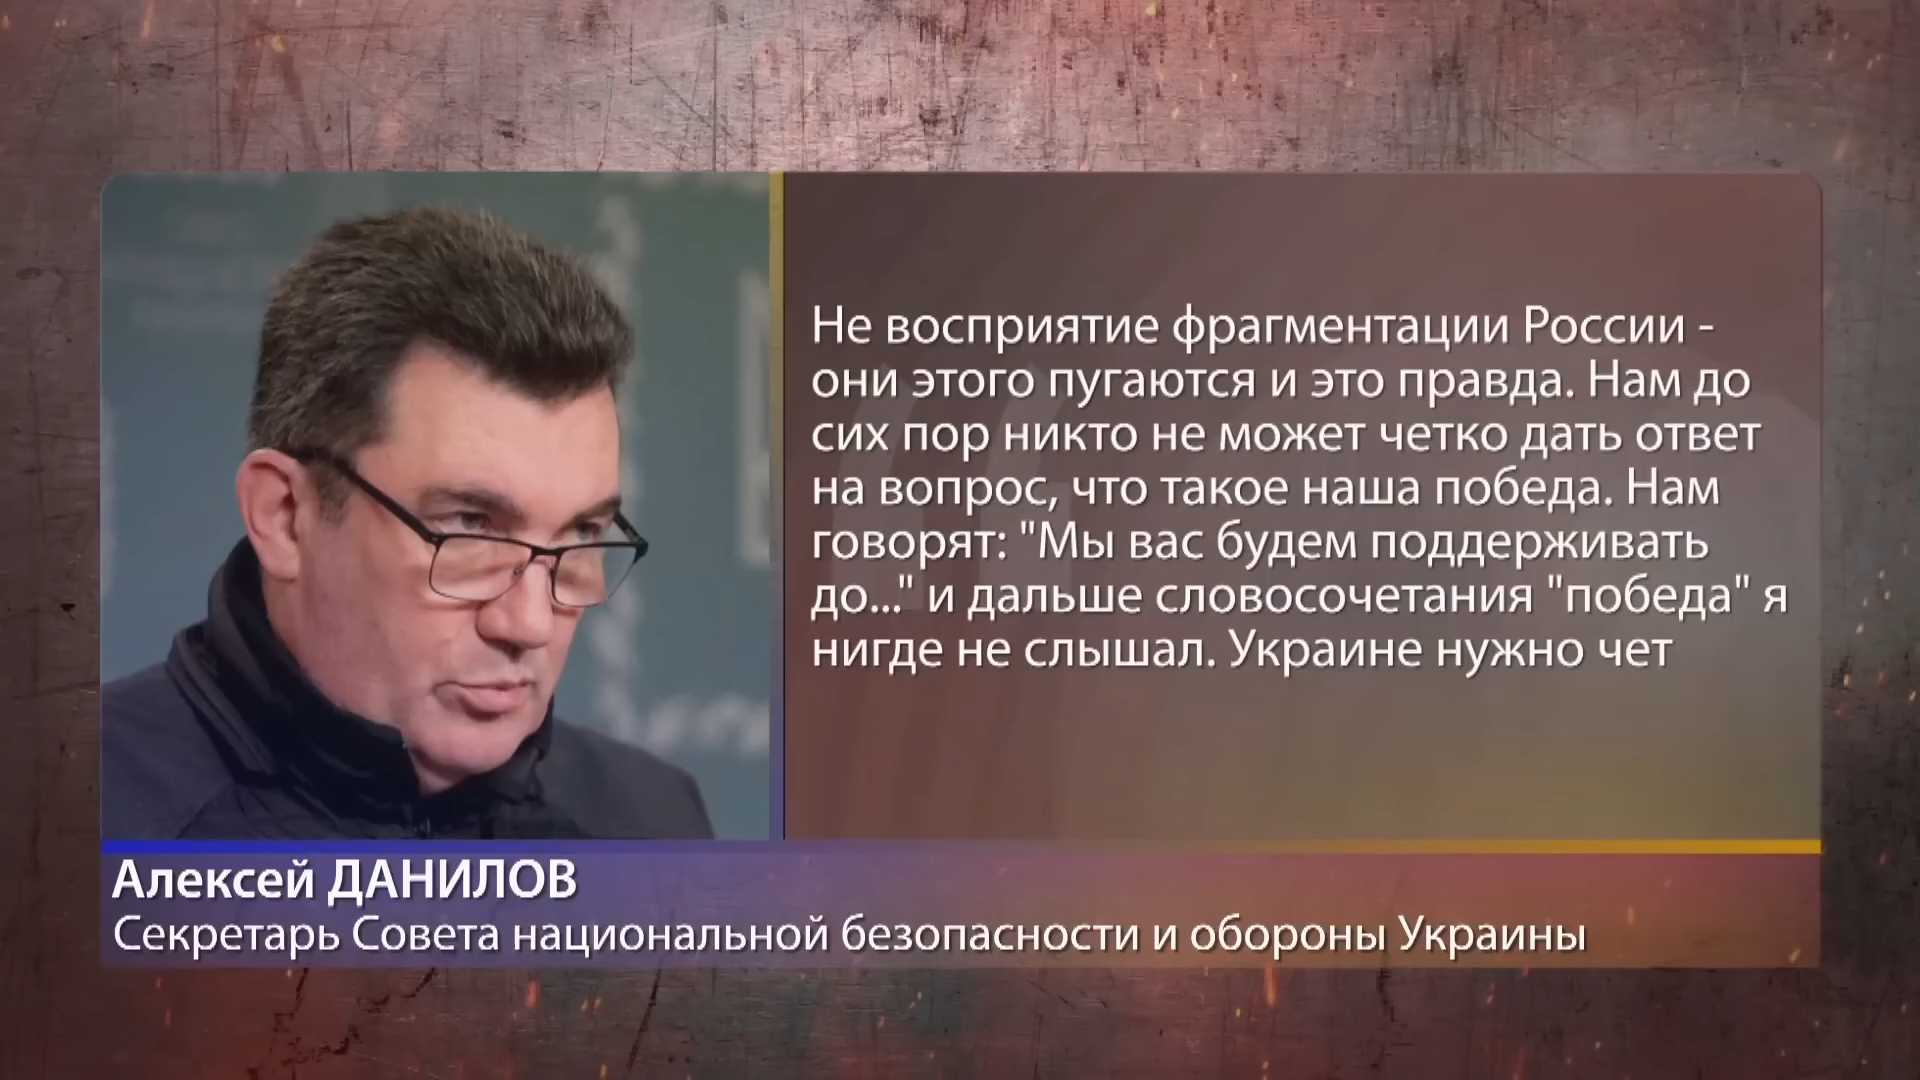 Не восприятие фрагментации России -
они этого пугаются и это правда. Нам до
сих пор никто не может четко дать ответ
на вопрос, что такое наша победа. Нам
говорят: "Мы вас будем поддерживать
до..." и дальше словосочетания "победа" я
нигде не слышал. Украине нужно чет
Алексей ДАНИЛОВ
Секретарь Совета национальной безопасности и обороны Украины